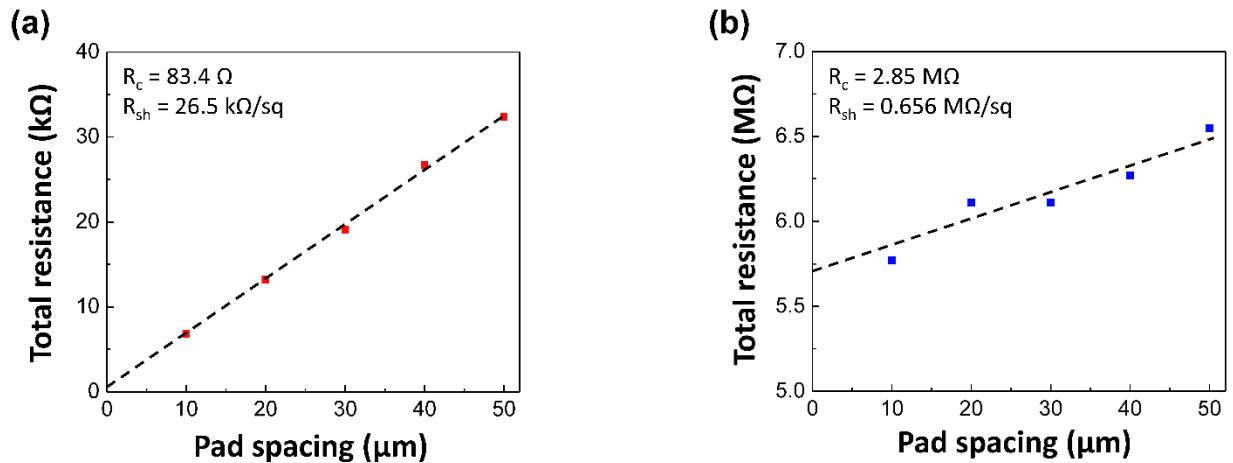 (a)
40
30
20
10
0
Total resistance (kΩ)
R_c = 83.4 Ω
R_sh = 26.5 kΩ/sq
0 10 20 30 40 50
Pad spacing (µm)
(b)
7.0
6.5
6.0
5.5
5.0
Total resistance (MΩ)
R_c = 2.85 MΩ
R_sh = 0.656 MΩ/sq
0 10 20 30 40 50
Pad spacing (µm)